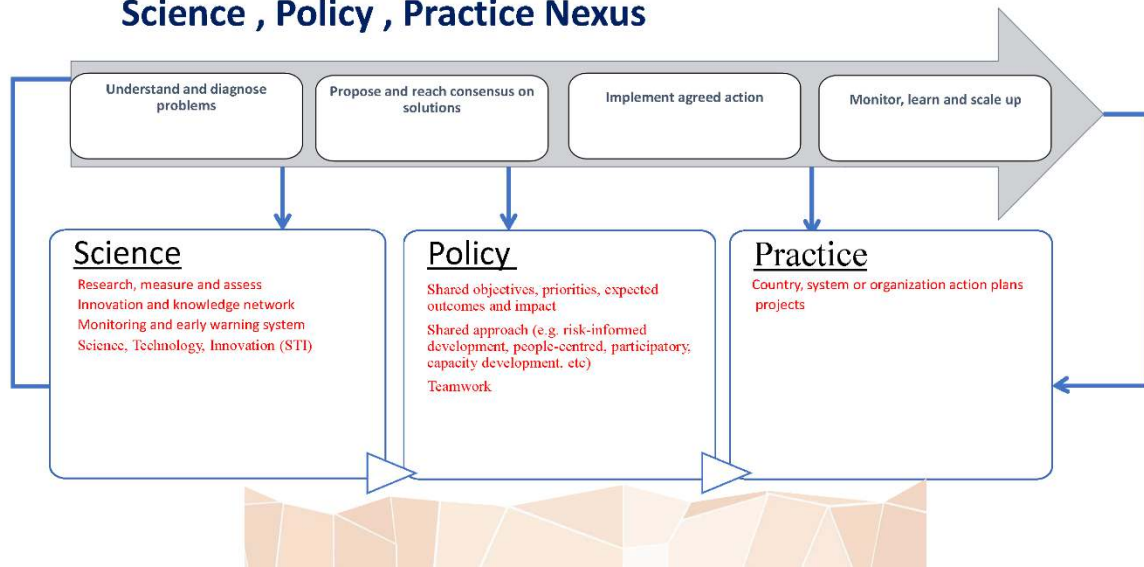 Science , Policy , Practice Nexus
Understand and diagnose
problems
Propose and reach consensus on
solutions
Implement agreed action
Monitor, learn and scale up
Science
Research, measure and assess
Innovation and knowledge network
Monitoring and early warning system
Science, Technology, Innovation (STI)
Policy
Shared objectives, priorities, expected
outcomes and impact
Shared approach (e.g. risk-informed
development, people-centred, participatory,
capacity development. etc)
Teamwork
Practice
Country, system or organization action plans
projects